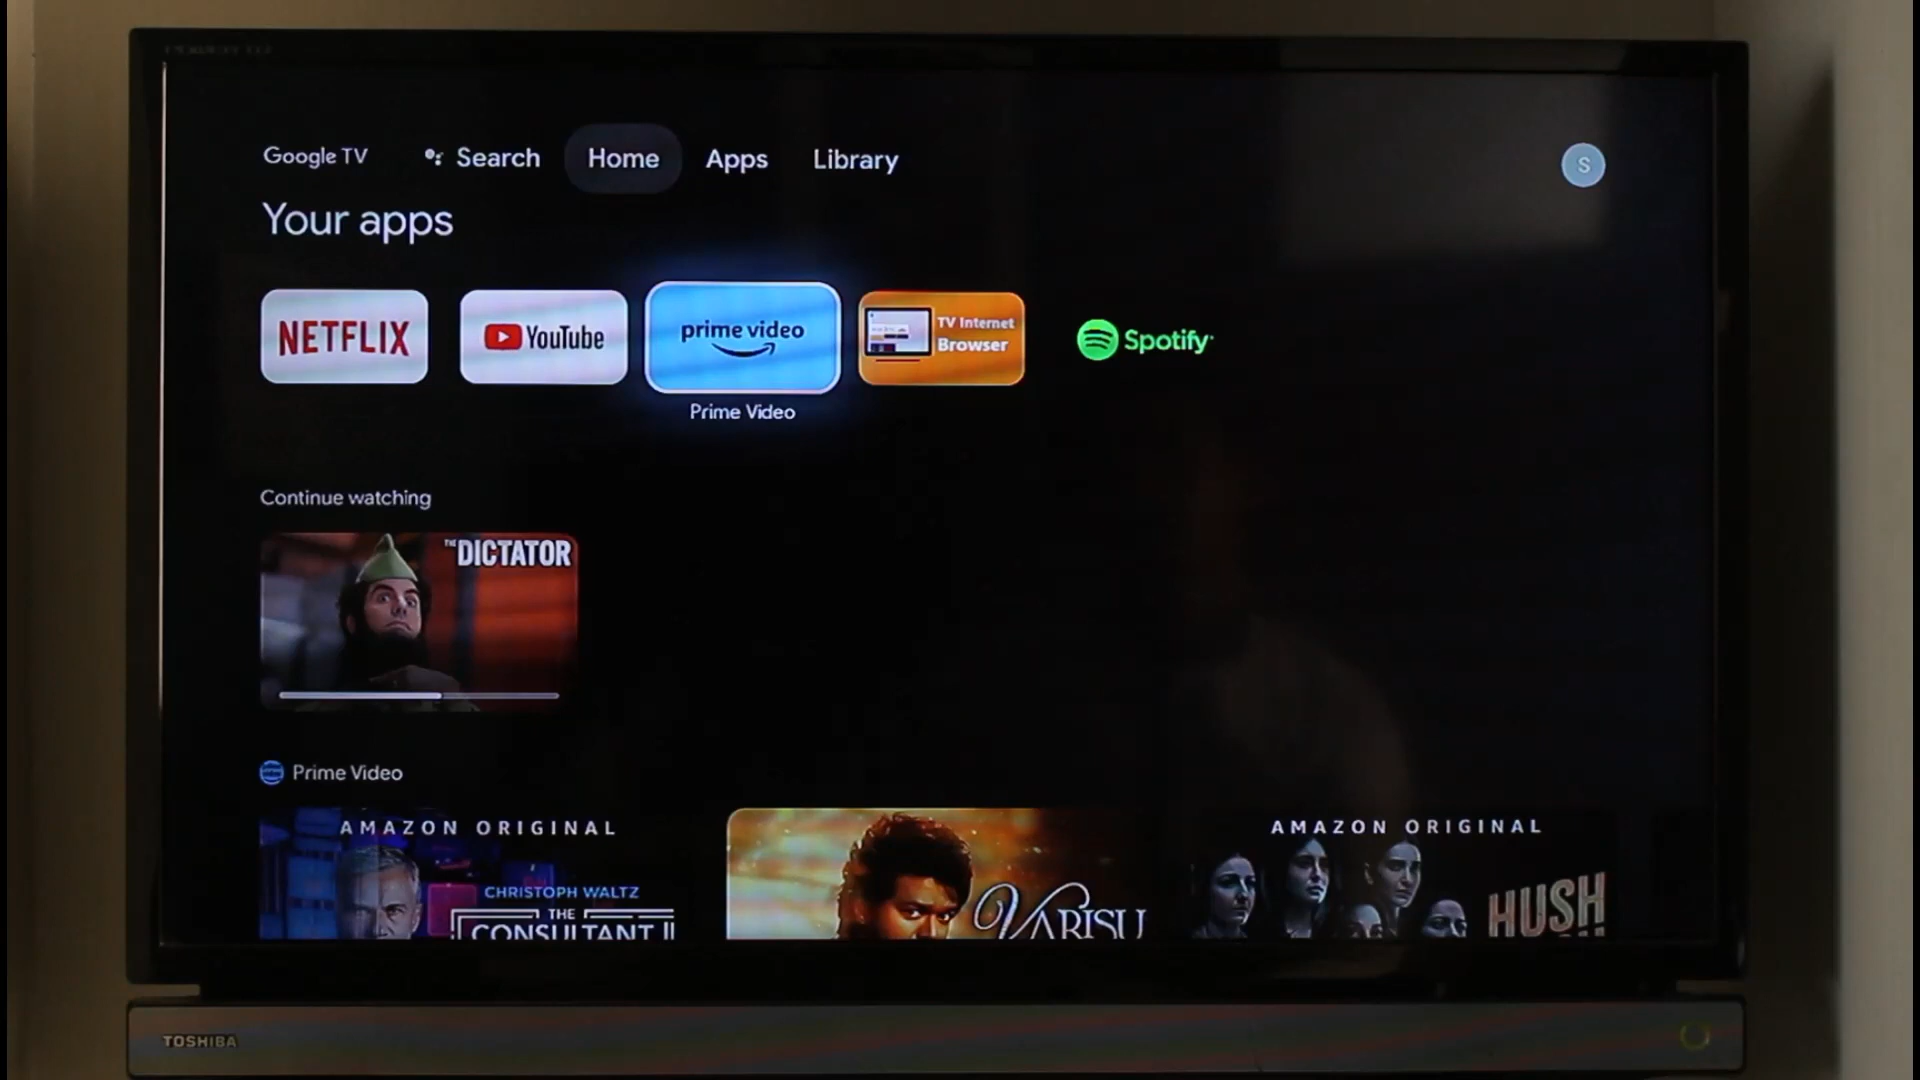 Google TV
Search
Home
Apps
Library
S
Your apps
NETFLIX
YouTube
prime video
TV Internet
Browser
Spotify
Prime Video
Continue watching
THE DICTATOR
Prime Video
AMAZON ORIGINAL
CHRISTOPH WALTZ
THE
CONSULTANT
VARISU
AMAZON ORIGINAL
HUSH
TOSHIBA